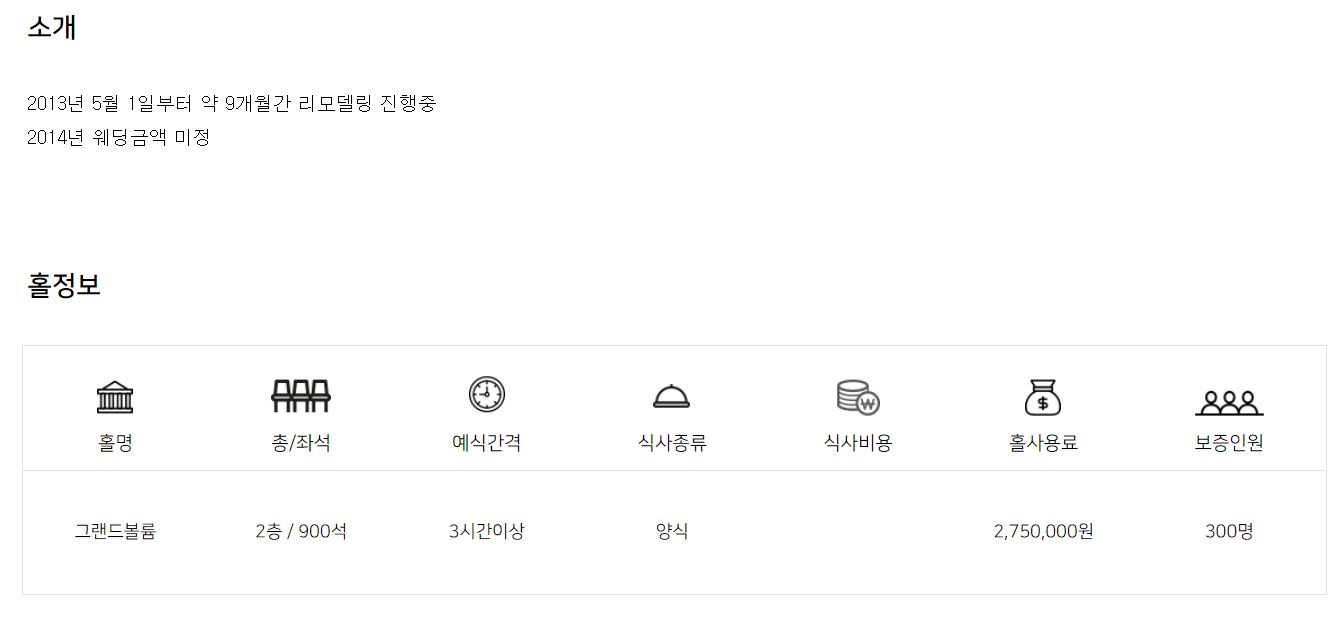 소개
2013년 5월 1일부터 약 9개월간 리모델링 진행중
2014년 웨딩금액 미정
홀정보
홀명 총/좌석 예식간격 식사종류 식사비용 홀사용료 보증인원
그랜드볼륨 2층 / 900석 3시간이상 양식 2,750,000원 300명